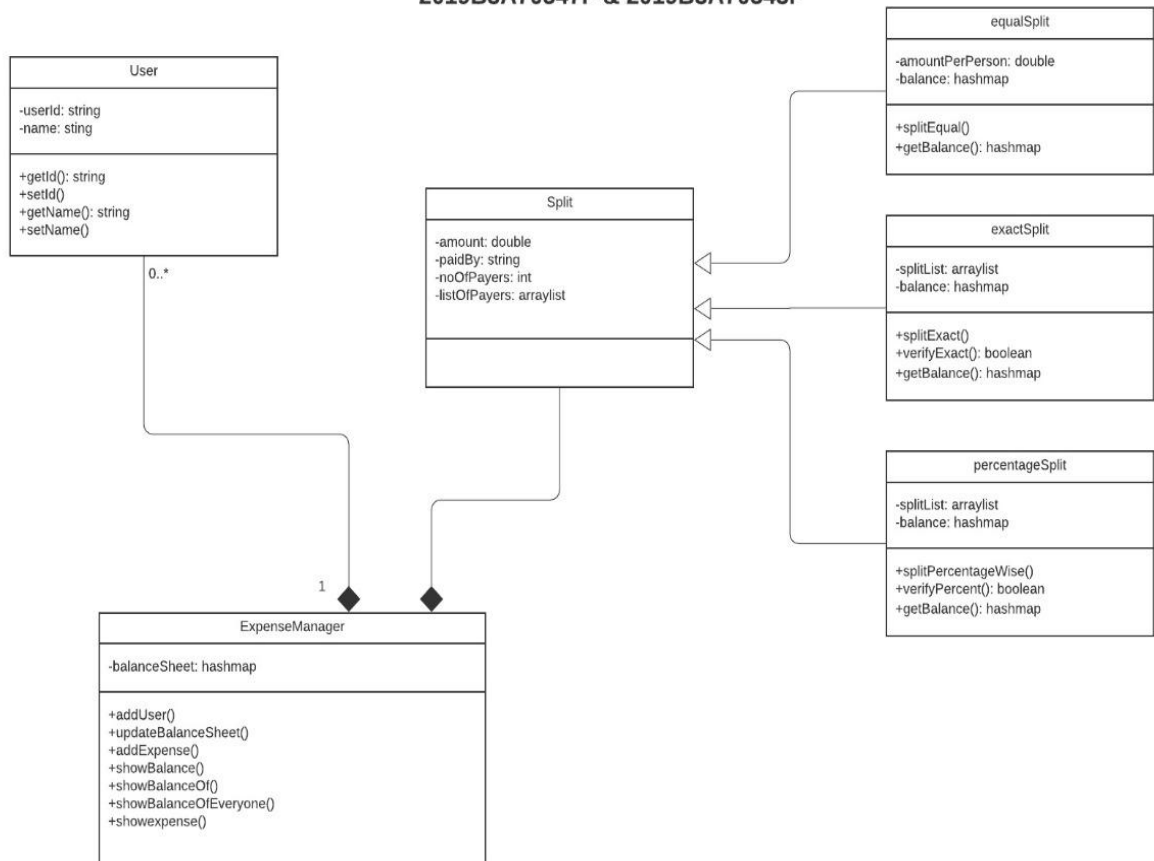 equalSplit
-amountPerPerson: double
-balance: hashmap
+splitEqual()
+getBalance(): hashmap
User
-userId: string
-name: sting
+getId(): string
+setId()
+getName(): string
+setName()
0..*
Split
-amount: double
-paidBy: string
-noOfPayers: int
-listOfPayers: arraylist
exactSplit
-splitList: arraylist
-balance: hashmap
+splitExact()
+verifyExact(): boolean
+getBalance(): hashmap
percentageSplit
-splitList: arraylist
-balance: hashmap
+splitPercentageWise()
+verifyPercent(): boolean
+getBalance(): hashmap
1
ExpenseManager
-balanceSheet: hashmap
+addUser()
+updateBalanceSheet()
+addExpense()
+showBalance()
+showBalanceOf()
+showBalanceOfEveryone()
+showexpense()